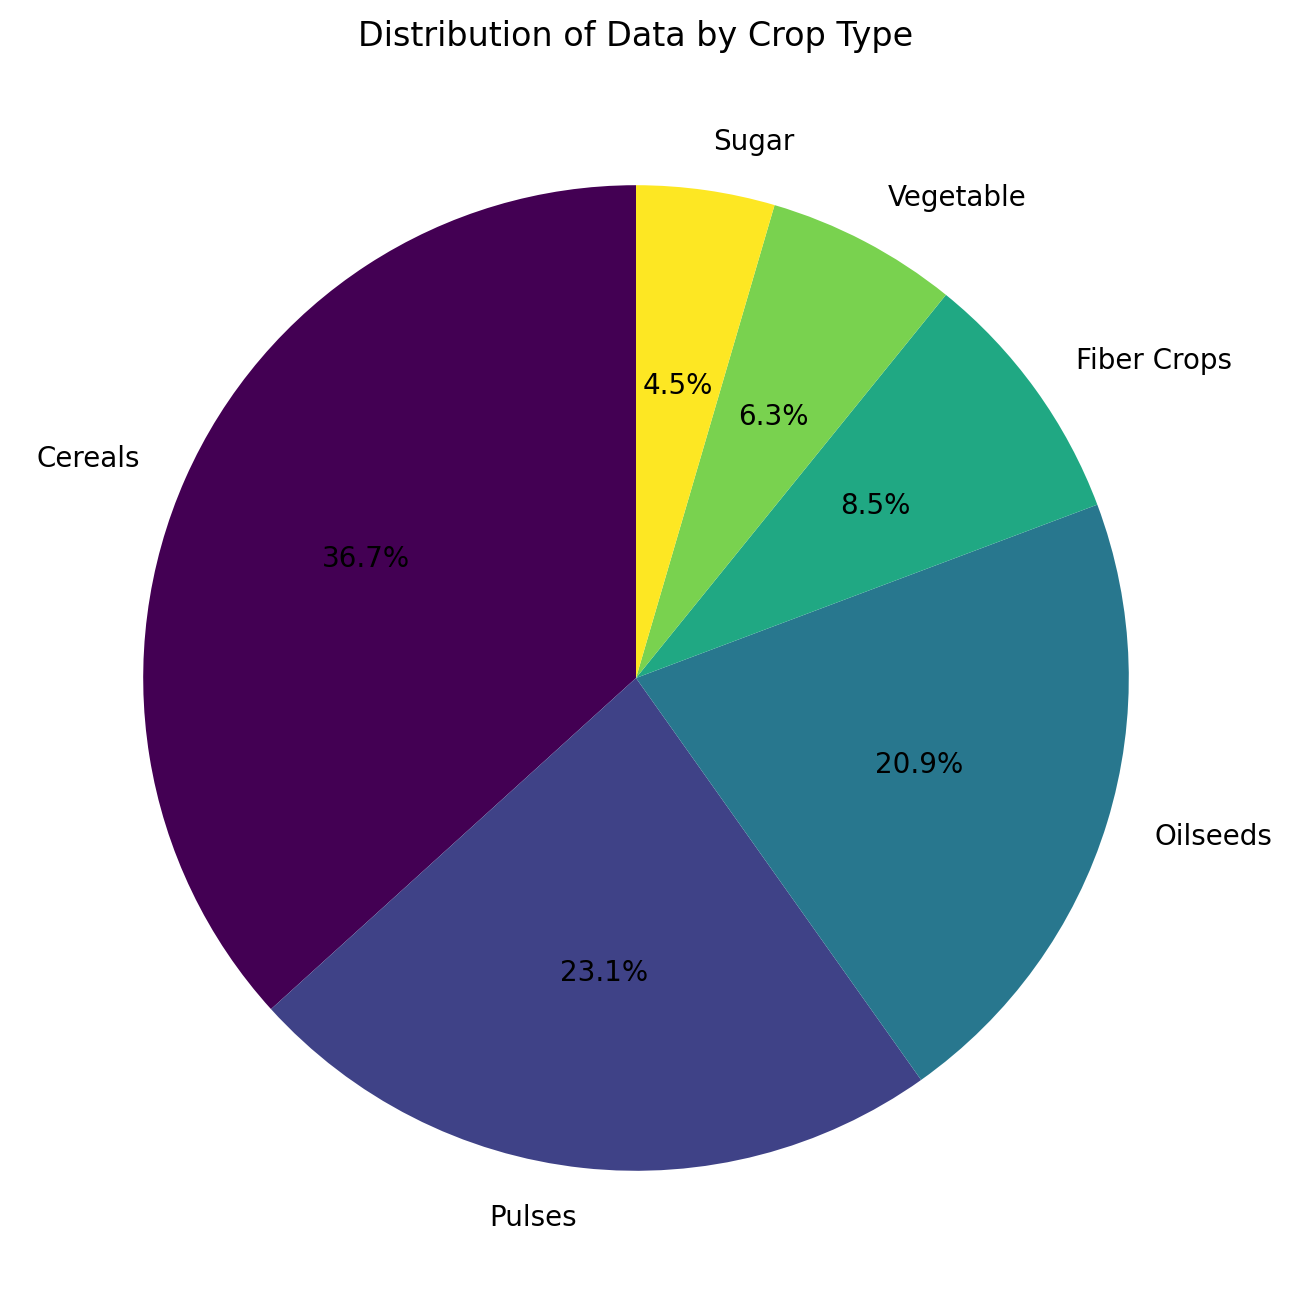 Distribution of Data by Crop Type
Sugar
Vegetable
Fiber Crops
4.5%
6.3%
Cereals
8.5%
36.7%
20.9%
Oilseeds
23.1%
Pulses